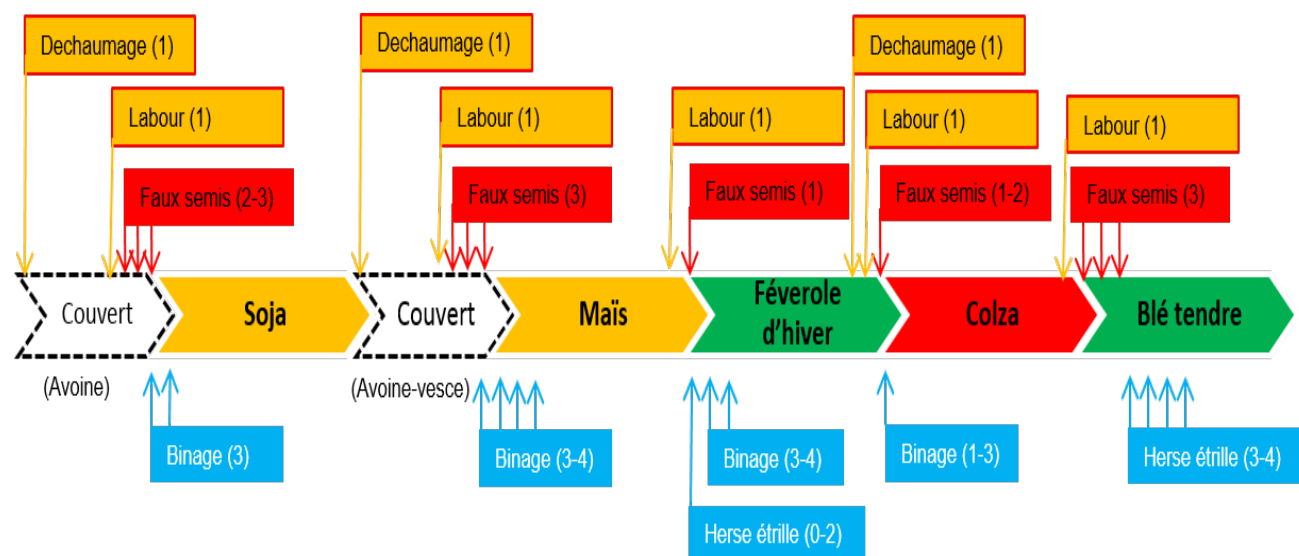 Dechaumage (1)
Dechaumage (1)
Dechaumage (1)
Labour (1)
Labour (1)
Labour (1)
Labour (1)
Labour (1)
Faux semis (2-3)
Faux semis (3)
Faux semis (1)
Faux semis (1-2)
Faux semis (3)
Couvert
Soja
Couvert
Maïs
Féverole
d’hiver
Colza
Blé tendre
(Avoine)
(Avoine-vesce)
Binage (3)
Binage (3-4)
Binage (3-4)
Binage (1-3)
Herse étrille (3-4)
Herse étrille (0-2)